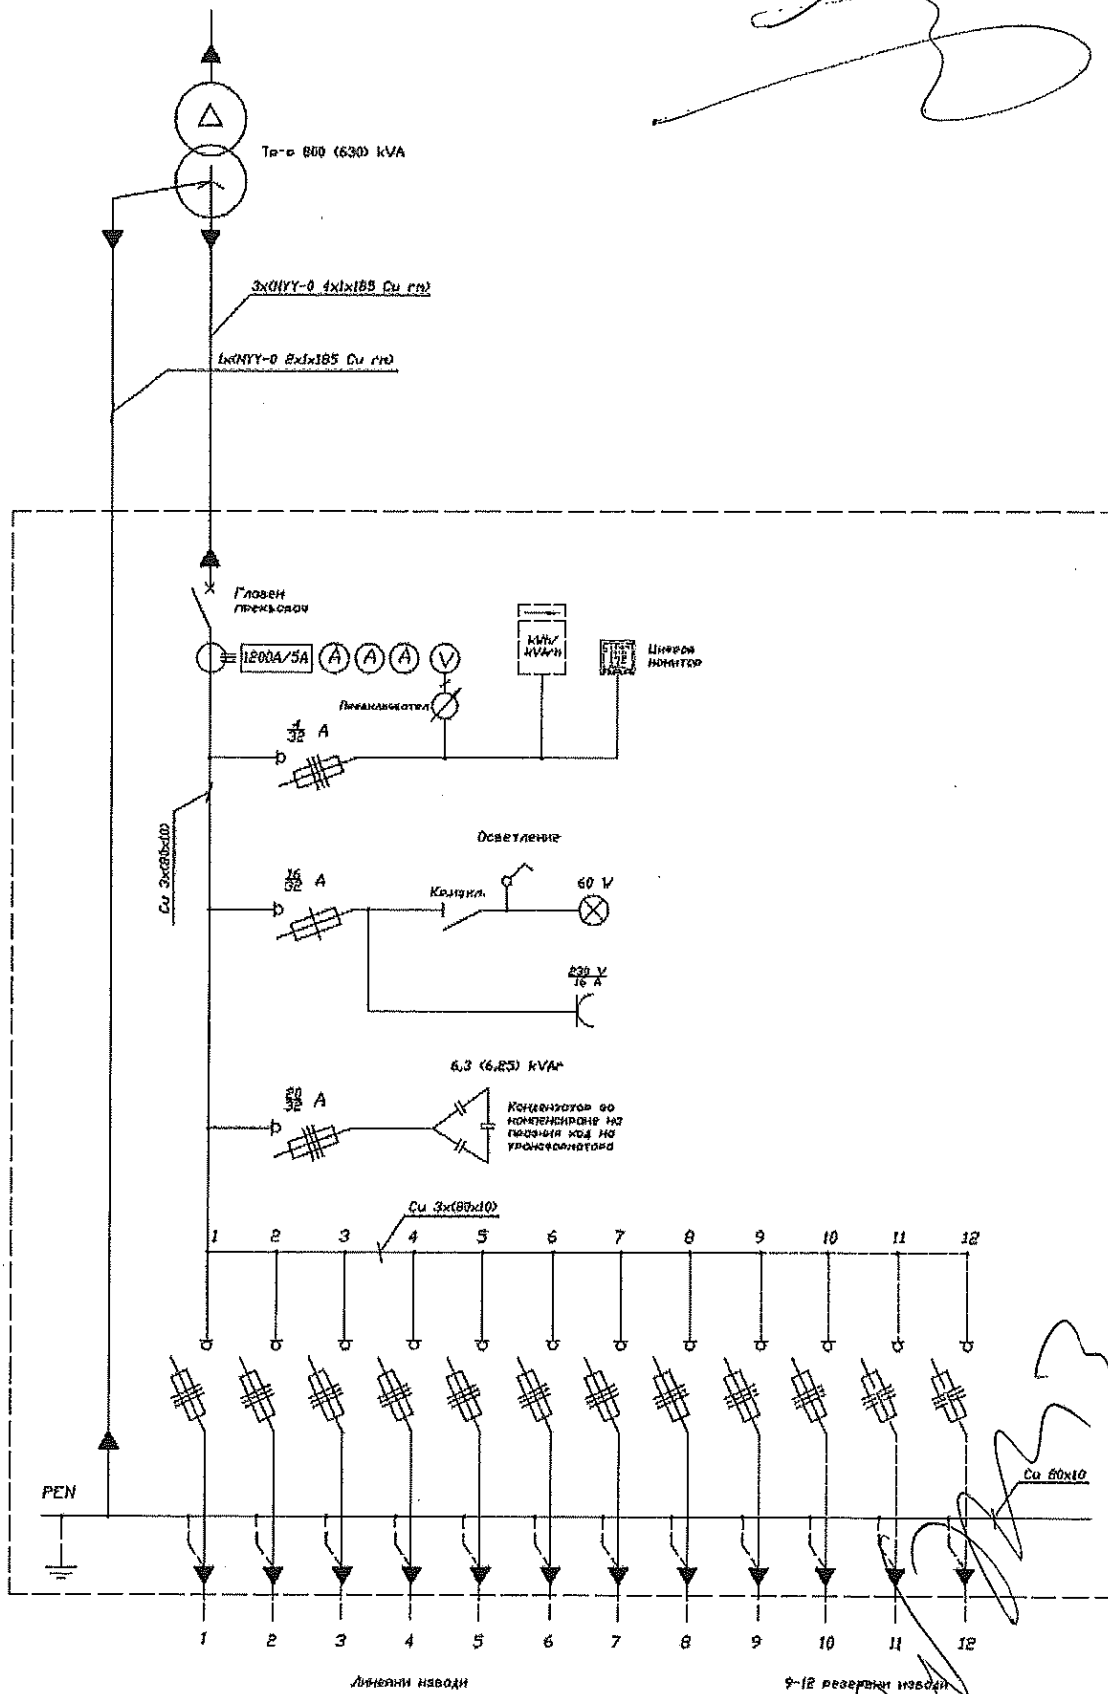 Тр-р 800 (630) kVA
3x(NYY-0 4x1x185 Cu rm)
1x(NYY-0 2x1x185 Cu rm)
Главен
прекъсвач
1200A/5A
A
A
A
V
kWh/
kVArh
Цифров
монитор
Превключвател
4
32 A
Cu 3x(80x10)
Осветление
16
32 A
Кр.изкл.
60 W
230 V
16 A
6,3 (6,25) kVAr
20
32 A
Кондензатор за
компенсиране на
празния ход на
трансформатора
Cu 3x(80x10)
1 2 3 4 5 6 7 8 9 10 11 12
PEN
Cu 80x10
1 2 3 4 5 6 7 8 9 10 11 12
Линейни изводи
9-12 резервни изводи